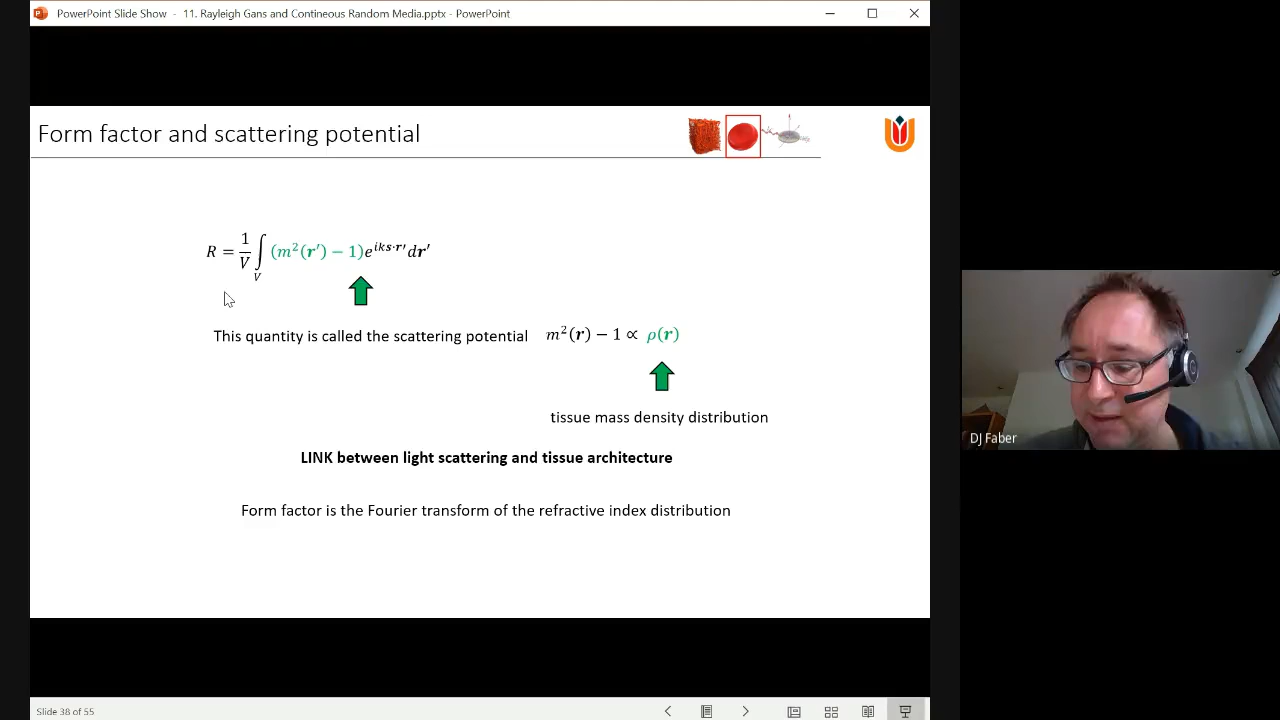 PowerPoint Slide Show - 11. Rayleigh Gans and Contineous Random Media.pptx - PowerPoint
Form factor and scattering potential
R = 1/V ∫_V (m²(r′) − 1)e^{iks·r′}dr′
This quantity is called the scattering potential m²(r) − 1 ∝ ρ(r)
tissue mass density distribution
DJ Faber
LINK between light scattering and tissue architecture
Form factor is the Fourier transform of the refractive index distribution
Slide 38 of 55